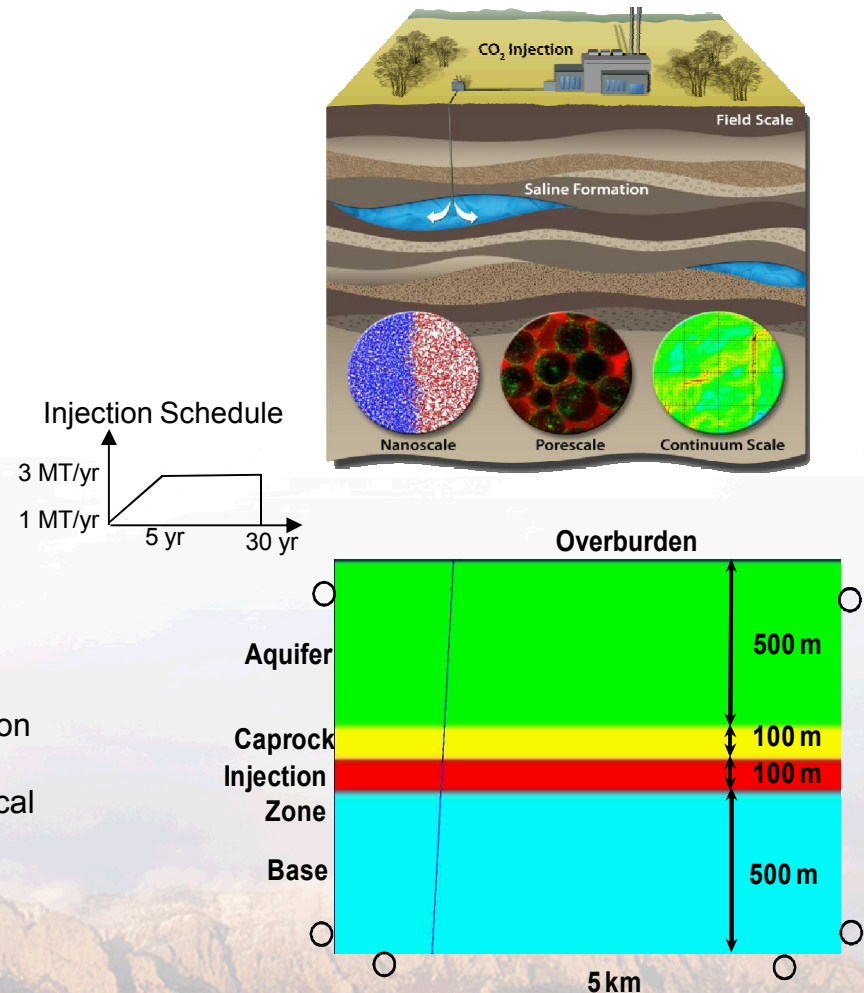 CO₂ Injection
Field Scale
Saline Formation
Nanoscale
Porescale
Continuum Scale
Injection Schedule
3 MT/yr
1 MT/yr
5 yr
30 yr
Overburden
Aquifer
500 m
on
Caprock
100 m
Injection
100 m
cal
Zone
Base
500 m
5 km